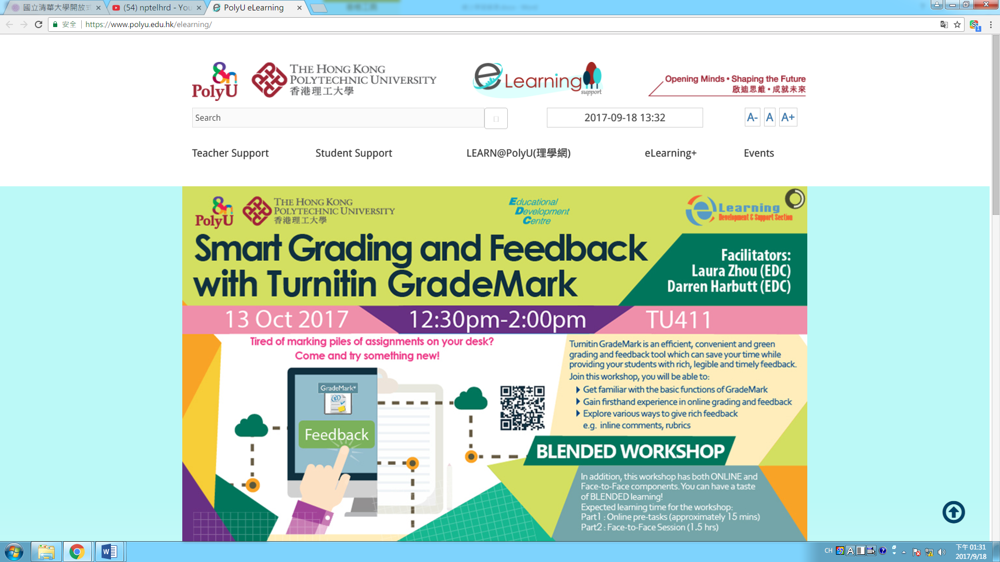 國立清華大學開放式
(54) nptelhrd - You
PolyU eLearning
安全
https://www.polyu.edu.hk/elearning/
PolyU
THE HONG KONG
POLYTECHNIC UNIVERSITY
香港理工大學
eLearning
support
Opening Minds • Shaping the Future
啟迪思維 • 成就未來
Search
2017-09-18 13:32
A- A A+
Teacher Support
Student Support
LEARN@PolyU(理學網)
eLearning+
Events
PolyU
THE HONG KONG
POLYTECHNIC UNIVERSITY
香港理工大學
Educational
Development
Centre
eLearning
Development & Support Section
Smart Grading and Feedback
with Turnitin GradeMark
Facilitators:
Laura Zhou (EDC)
Darren Harbutt (EDC)
13 Oct 2017
12:30pm-2:00pm
TU411
Tired of marking piles of assignments on your desk?
Come and try something new!
GradeMark
Feedback
Turnitin GradeMark is an efficient, convenient and green
grading and feedback tool which can save your time while
providing your students with rich, legible and timely feedback.
Join this workshop, you will be able to:
Get familiar with the basic functions of GradeMark
Gain firsthand experience in online grading and feedback
Explore various ways to give rich feedback
e.g. inline comments, rubrics
BLENDED WORKSHOP
In addition, this workshop has both ONLINE and
Face-to-Face components. You can have a taste
of BLENDED learning!
Expected learning time for the workshop:
Part1 : Online pre-tasks (approximately 15 mins)
Part2 : Face-to-Face Session (1.5 hrs)
CH
下午 01:31
2017/9/18